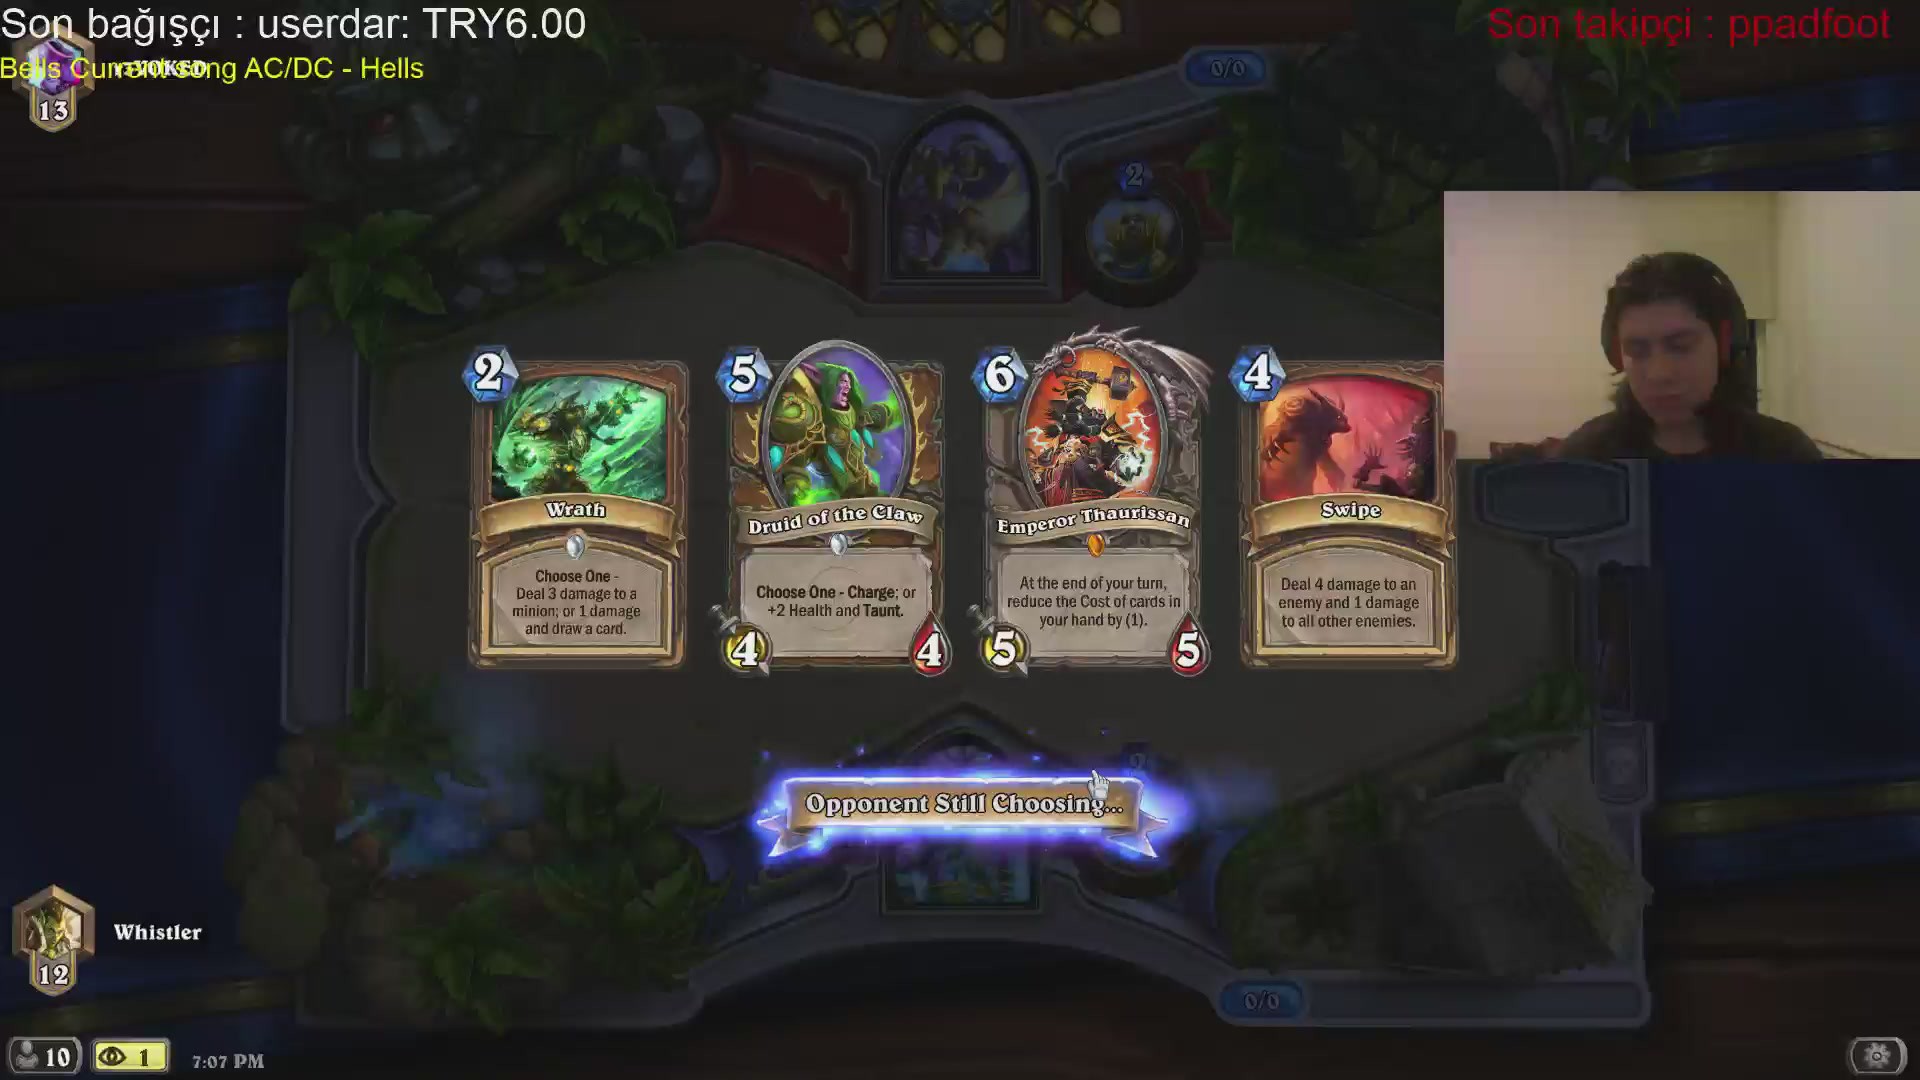 Son bağışçı : userdar: TRY6.00
Son takipçi : ppadfoot
Bells Current song AC/DC - Hells
13
0/0
2
2
5
6
4
Wrath
Druid of the Claw
Emperor Thaurissan
Swipe
Choose One -
Deal 3 damage to a
minion; or 1 damage
and draw a card.
Choose One - Charge; or
+2 Health and Taunt.
4
4
At the end of your turn,
reduce the Cost of cards in
your hand by (1).
5
5
Deal 4 damage to an
enemy and 1 damage
to all other enemies.
Opponent Still Choosing...
Whistler
12
0/0
10
1
7:07 PM